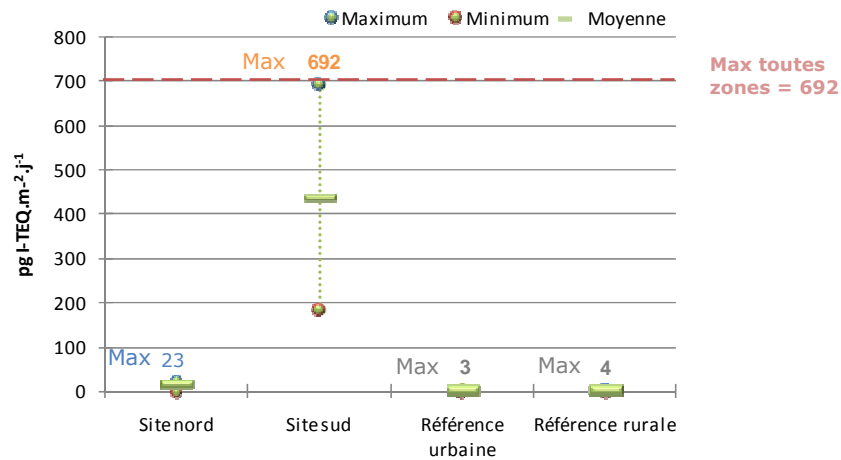 Maximum Minimum Moyenne
800
700
600
500
400
300
200
100
0
pg I-TEQ.m-².j-¹
Max 692
Max toutes
zones = 692
Max 23
Max 3
Max 4
Site nord
Site sud
Référence
urbaine
Référence rurale